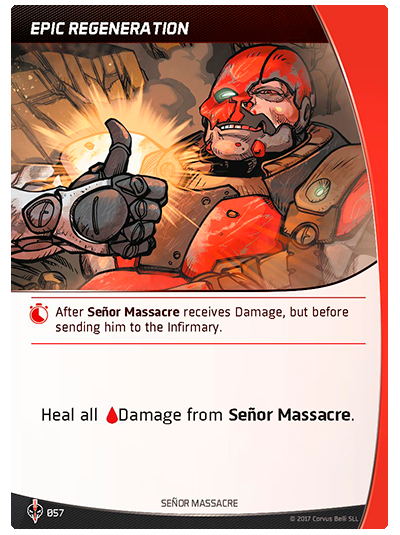 EPIC REGENERATION
After Señor Massacre receives Damage, but before
sending him to the Infirmary.
Heal all Damage from Señor Massacre.
SEÑOR MASSACRE
057
© 2017 Corvus Belli SLL